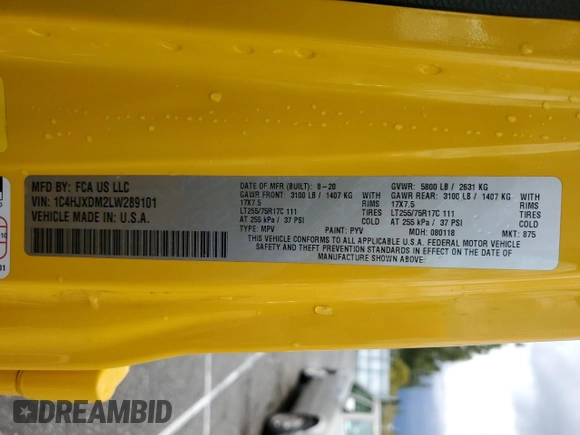 MFD BY: FCA US LLC
VIN: 1C4HJXDM2LW289101
VEHICLE MADE IN: U.S.A.
DATE OF MFR (BUILT): 8-20
GAWR FRONT: 3100 LB / 1407 KG WITH
17X7.5 RIMS
LT255/75R17C 111 TIRES
AT 255 kPa / 37 PSI COLD
TYPE: MPV
PAINT: PYV
GVWR: 5800 LB / 2631 KG
GAWR REAR: 3100 LB / 1407 KG WITH
17X7.5 RIMS
LT255/75R17C 111 TIRES
AT 255 kPa / 37 PSI COLD
MDH: 080118
MKT: 875
THIS VEHICLE CONFORMS TO ALL APPLICABLE U.S.A. FEDERAL MOTOR VEHICLE
SAFETY AND THEFT PREVENTION STANDARDS IN EFFECT ON THE DATE OF
MANUFACTURE SHOWN ABOVE
10
01
DREAMBID